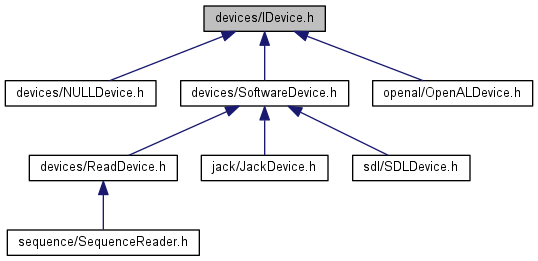 devices/IDevice.h
devices/NULLDevice.h
devices/SoftwareDevice.h
openal/OpenALDevice.h
devices/ReadDevice.h
jack/JackDevice.h
sdl/SDLDevice.h
sequence/SequenceReader.h